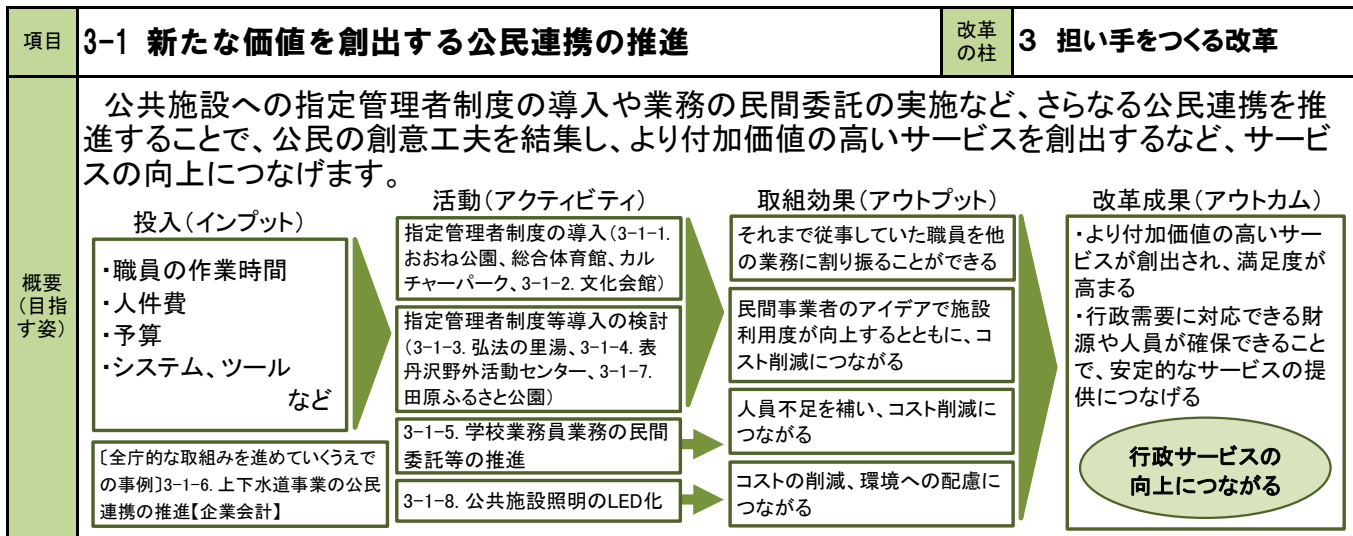 項目
3-1 新たな価値を創出する公民連携の推進
改革
の柱
3 担い手をつくる改革
概要
(目指
す姿)
公共施設への指定管理者制度の導入や業務の民間委託の実施など、さらなる公民連携を推
進することで、公民の創意工夫を結集し、より付加価値の高いサービスを創出するなど、サービ
スの向上につなげます。
投入(インプット)
・職員の作業時間
・人件費
・予算
・システム、ツール
など
〔全庁的な取組みを進めていくうえで
の事例〕3-1-6. 上下水道事業の公民
連携の推進【企業会計】
活動(アクティビティ)
指定管理者制度の導入(3-1-1.
おおね公園、総合体育館、カル
チャーパーク、3-1-2. 文化会館)
指定管理者制度等導入の検討
(3-1-3. 弘法の里湯、3-1-4. 表
丹沢野外活動センター、3-1-7.
田原ふるさと公園)
3-1-5. 学校業務員業務の民間
委託等の推進
3-1-8. 公共施設照明のLED化
取組効果(アウトプット)
それまで従事していた職員を他
の業務に割り振ることができる
民間事業者のアイデアで施設
利用度が向上するとともに、コ
スト削減につながる
人員不足を補い、コスト削減に
つながる
コストの削減、環境への配慮に
つながる
改革成果(アウトカム)
・より付加価値の高いサー
ビスが創出され、満足度が
高まる
・行政需要に対応できる財
源や人員が確保できること
で、安定的なサービスの提
供につなげる
行政サービスの
向上につながる